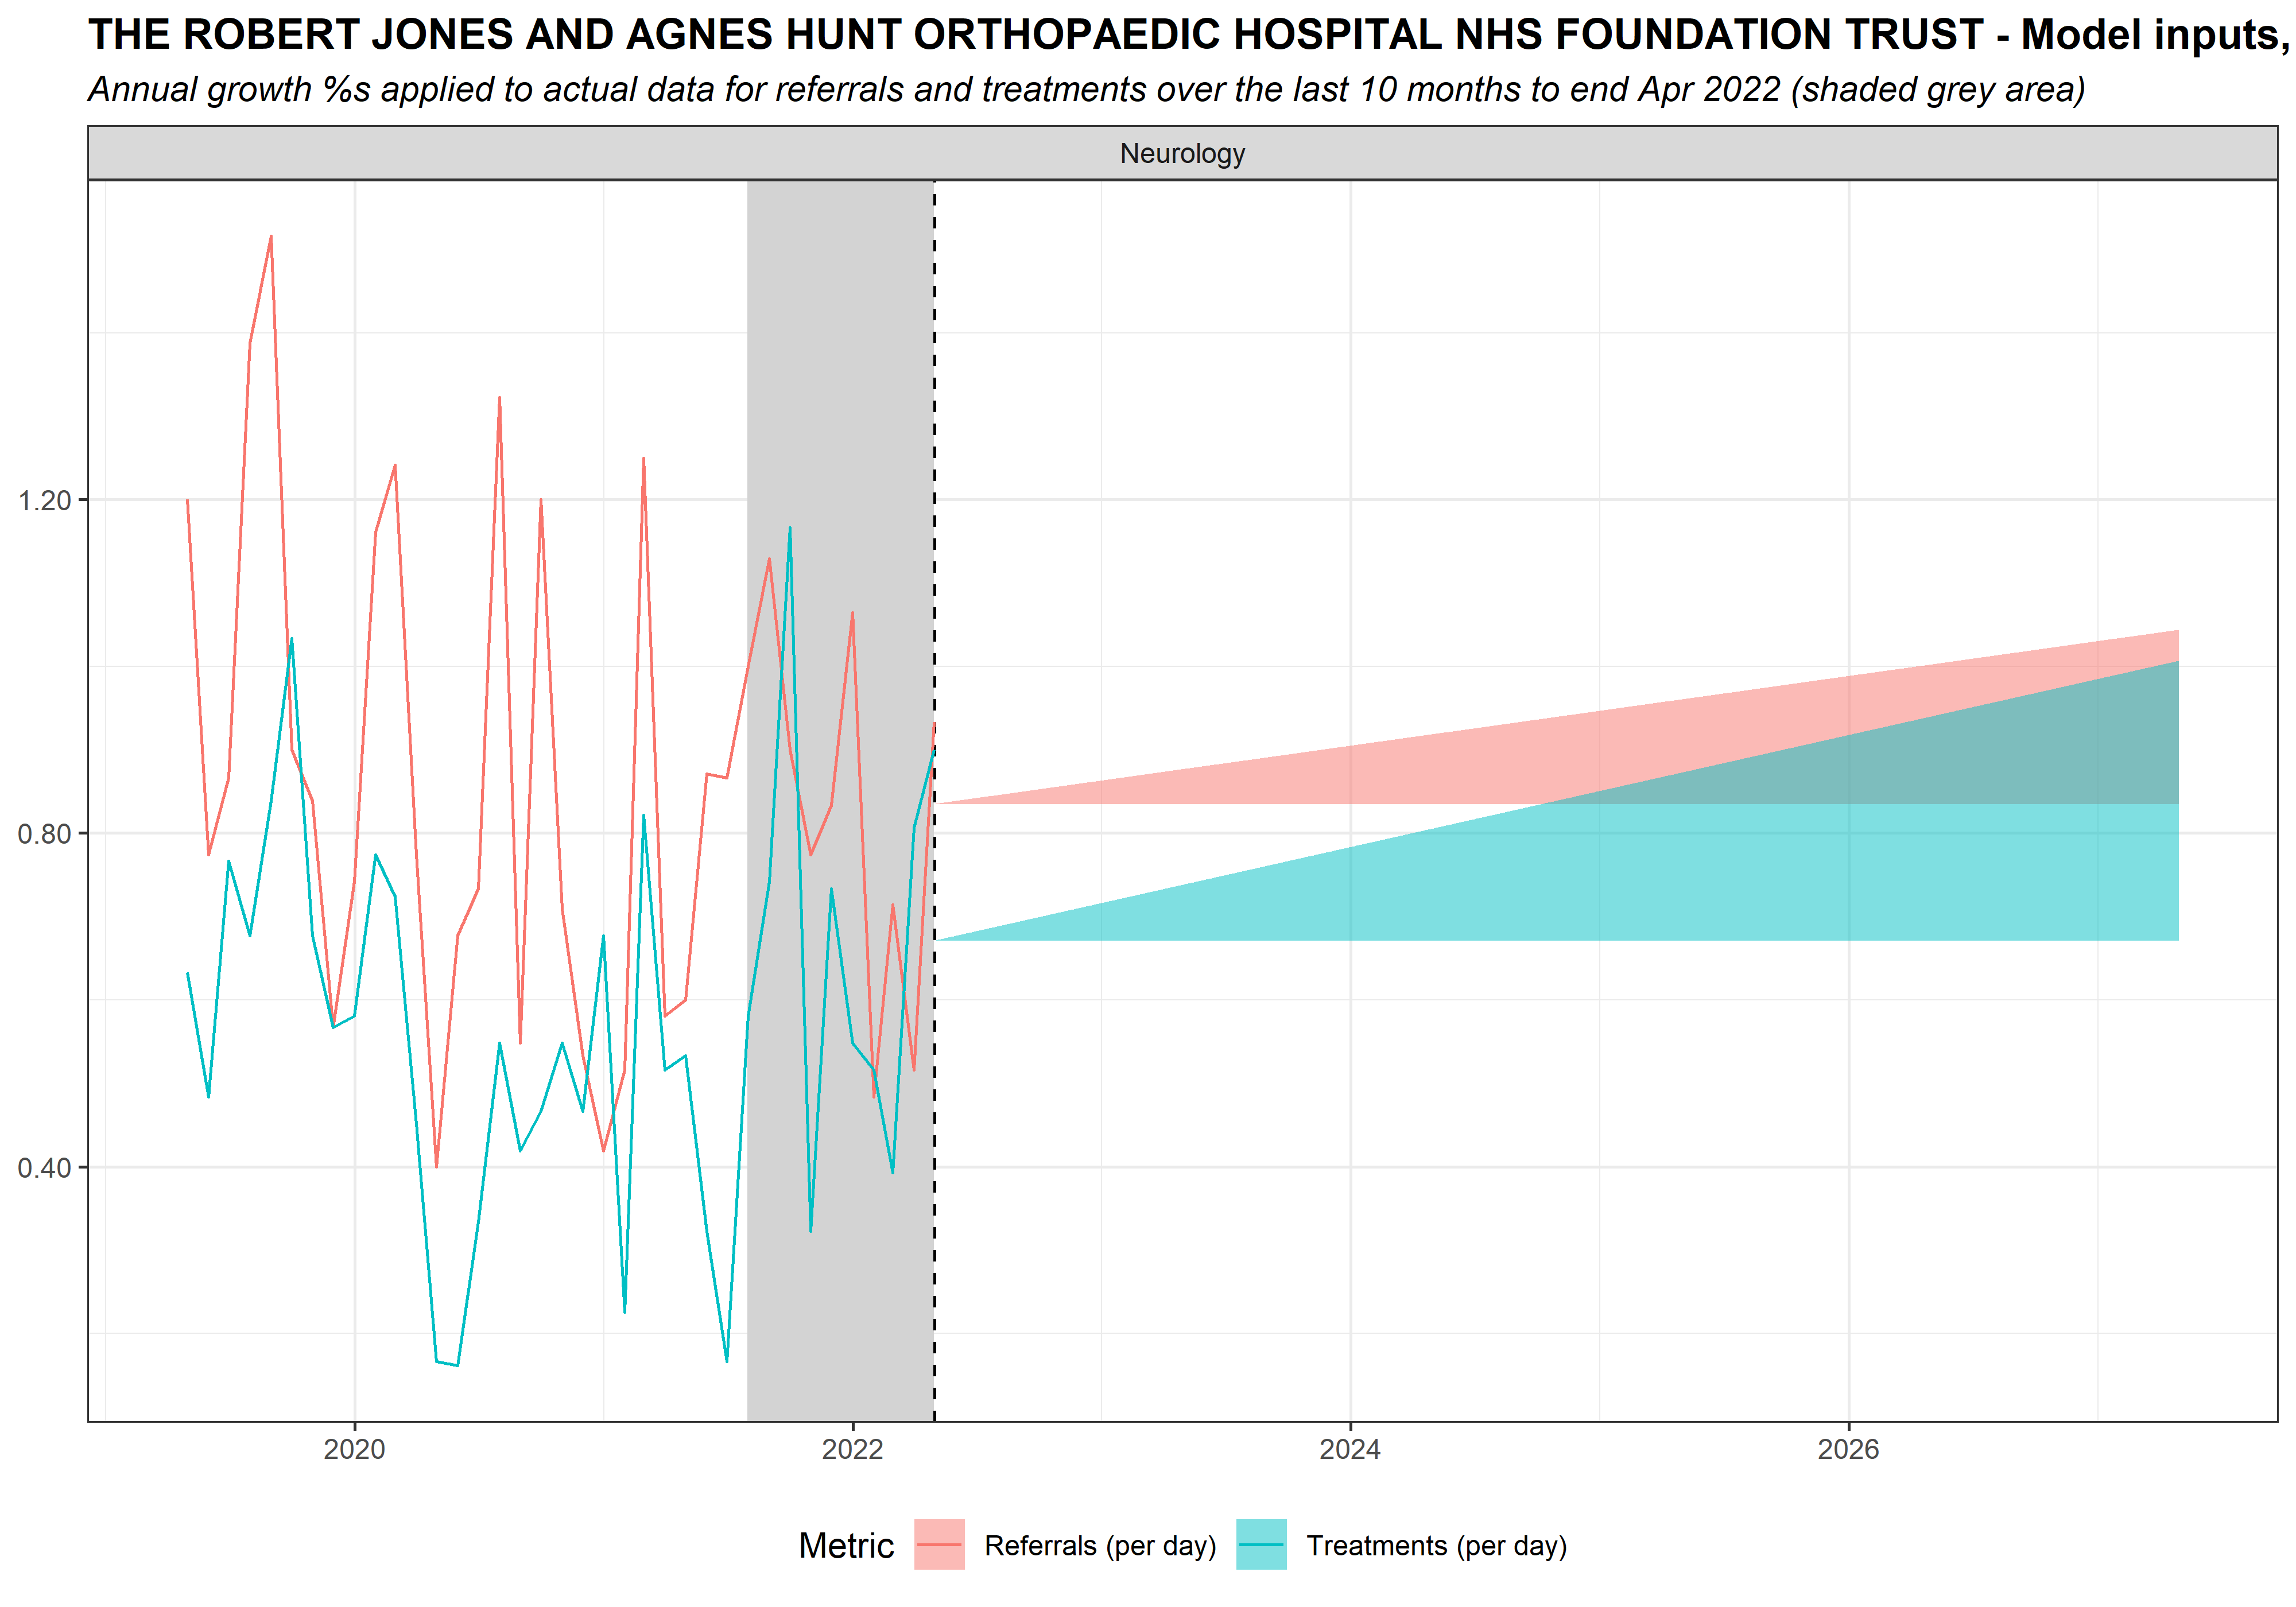 THE ROBERT JONES AND AGNES HUNT ORTHOPAEDIC HOSPITAL NHS FOUNDATION TRUST - Model inputs,
Annual growth %s applied to actual data for referrals and treatments over the last 10 months to end Apr 2022 (shaded grey area)
Neurology
1.20
0.80
0.40
2020 2022 2024 2026
Metric Referrals (per day) Treatments (per day)